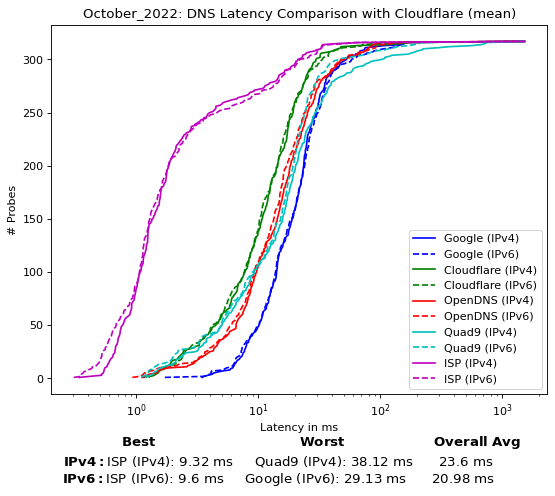 October_2022: DNS Latency Comparison with Cloudflare (mean)
300
250
200
150
100
50
0
# Probes
Google (IPv4)
Google (IPv6)
Cloudflare (IPv4)
Cloudflare (IPv6)
OpenDNS (IPv4)
OpenDNS (IPv6)
Quad9 (IPv4)
Quad9 (IPv6)
ISP (IPv4)
ISP (IPv6)
10⁰ 10¹ 10² 10³
Latency in ms
Best Worst Overall Avg
IPv4: ISP (IPv4): 9.32 ms Quad9 (IPv4): 38.12 ms 23.6 ms
IPv6: ISP (IPv6): 9.6 ms Google (IPv6): 29.13 ms 20.98 ms